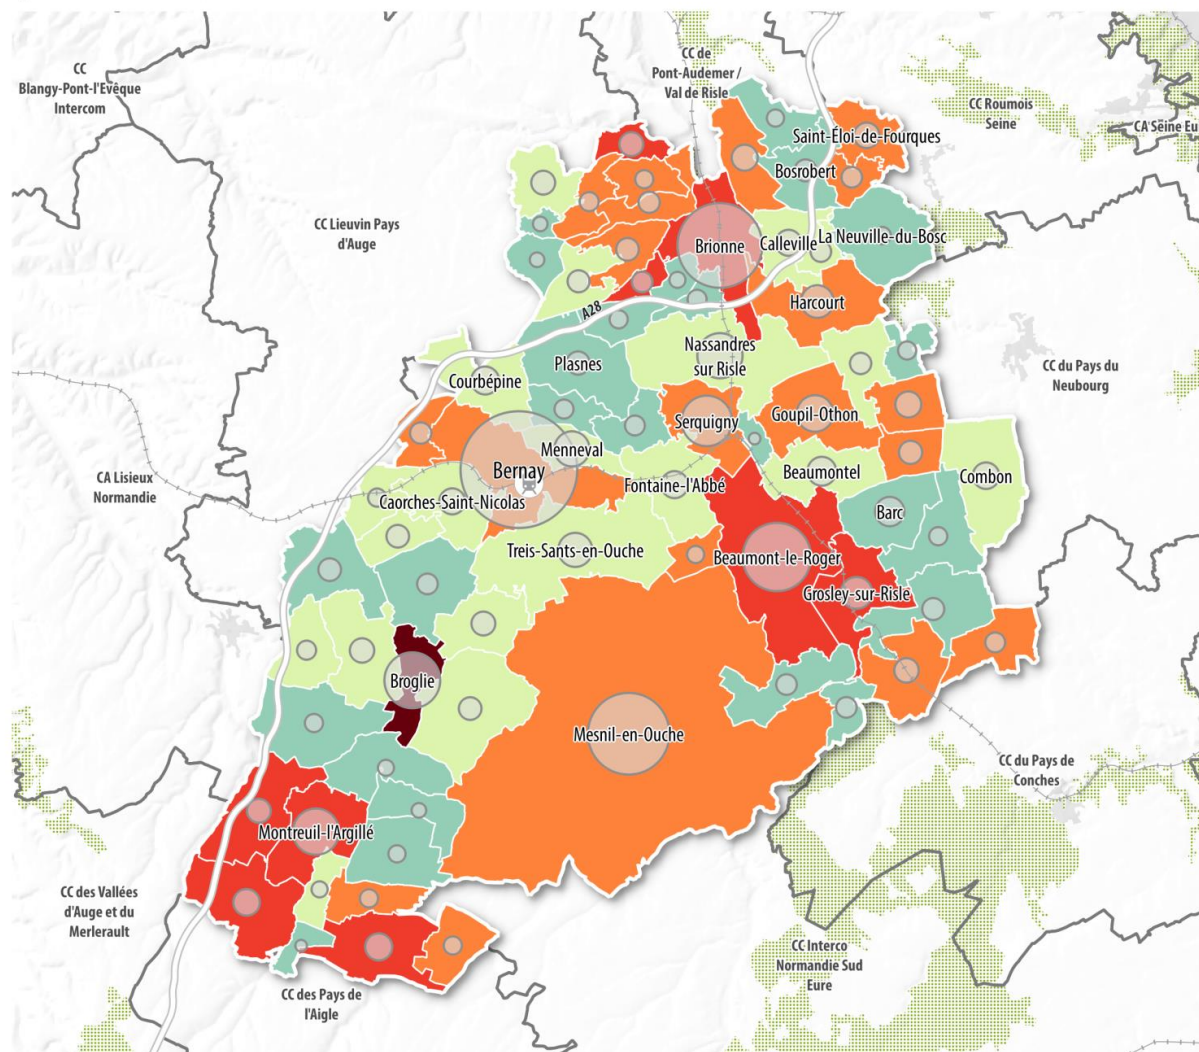 CC
Blangy-Pont-l'Évêque
Intercom
CC de
Pont-Audemer /
Val de Risle
CC Roumois
Seine
CA Seine Eu
Saint-Éloi-de-Fourques
Bosrobert
CC Lieuvin Pays
d'Auge
Brionne
Calleville
La Neuville-du-Bosc
Harcourt
A28
Nassandres
sur Risle
Plasnes
Courbépine
CC du Pays du
Neubourg
Serquigny
Goupil-Othon
Menneval
Bernay
Fontaine-l'Abbé
Beaumontel
Combon
CA Lisieux
Normandie
Caorches-Saint-Nicolas
Barc
Treis-Sants-en-Ouche
Beaumont-le-Roger
Grosley-sur-Risle
Broglie
Mesnil-en-Ouche
CC du Pays de
Conches
Montreuil-l'Argillé
CC des Vallées
d'Auge et du
Merlerault
CC Interco
Normandie Sud
Eure
CC des Pays de
l'Aigle